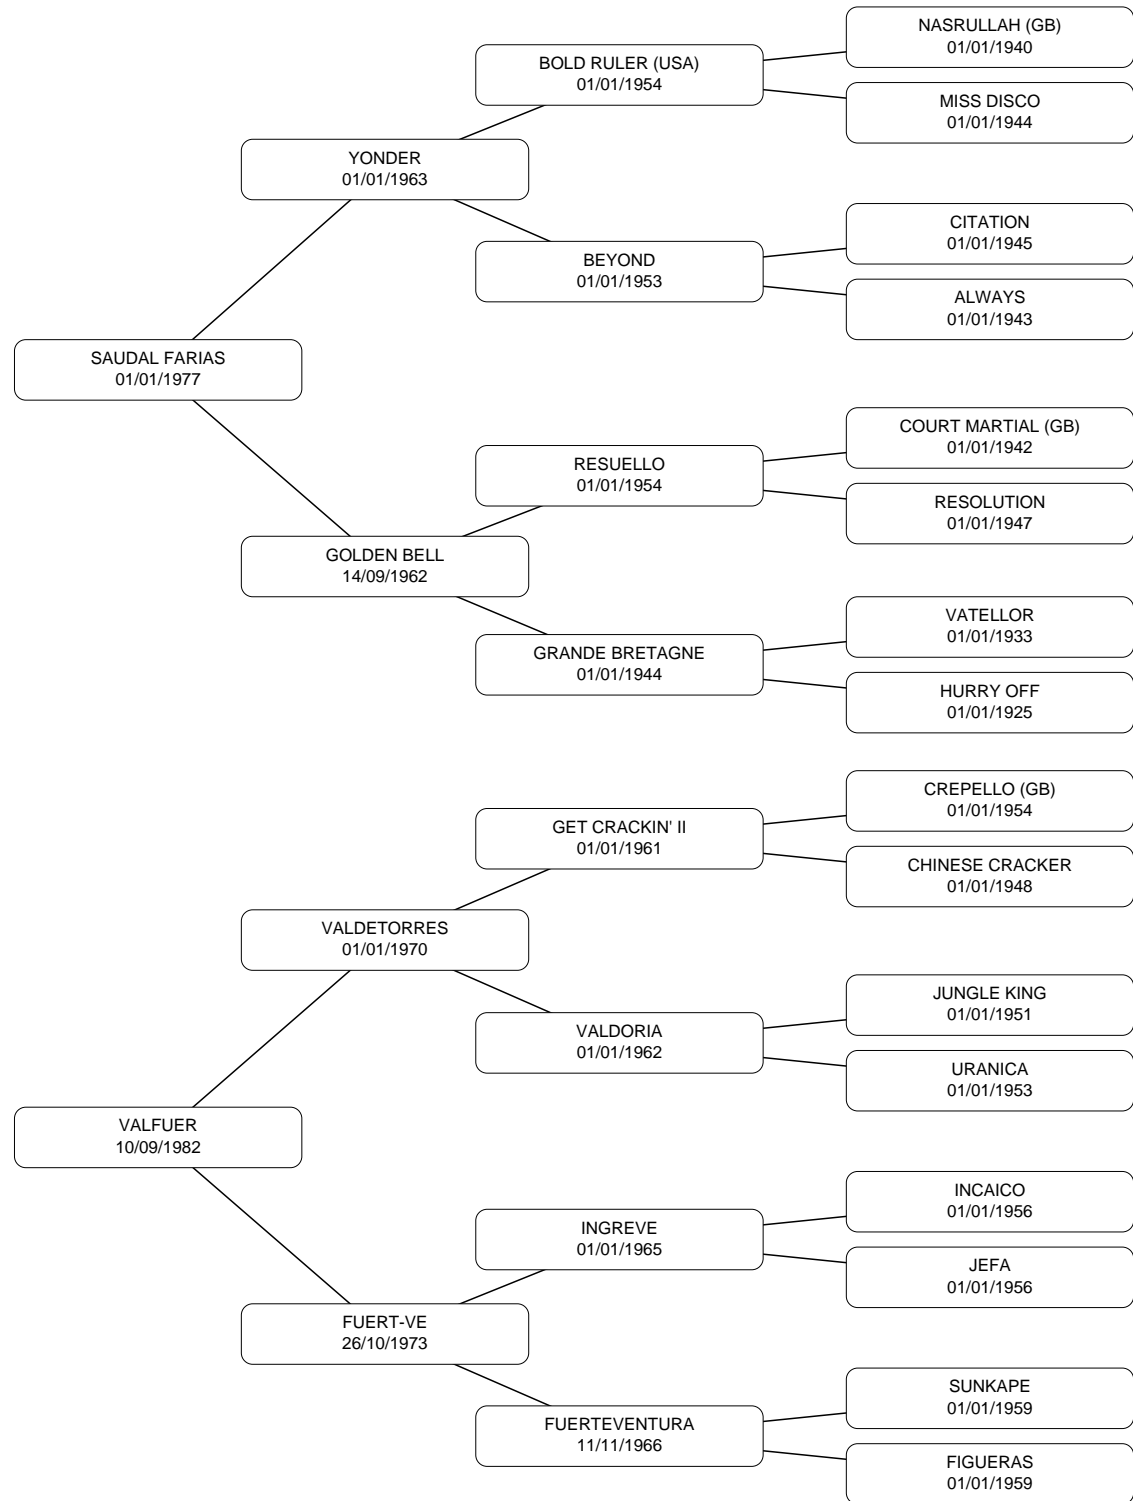 NASRULLAH (GB)
01/01/1940
BOLD RULER (USA)
01/01/1954
MISS DISCO
01/01/1944
YONDER
01/01/1963
CITATION
01/01/1945
BEYOND
01/01/1953
ALWAYS
01/01/1943
SAUDAL FARIAS
01/01/1977
COURT MARTIAL (GB)
01/01/1942
RESUELLO
01/01/1954
RESOLUTION
01/01/1947
GOLDEN BELL
14/09/1962
VATELLOR
01/01/1933
GRANDE BRETAGNE
01/01/1944
HURRY OFF
01/01/1925
CREPELLO (GB)
01/01/1954
GET CRACKIN' II
01/01/1961
CHINESE CRACKER
01/01/1948
VALDETORRES
01/01/1970
JUNGLE KING
01/01/1951
VALDORIA
01/01/1962
URANICA
01/01/1953
VALFUER
10/09/1982
INCAICO
01/01/1956
INGREVE
01/01/1965
JEFA
01/01/1956
FUERT-VE
26/10/1973
SUNKAPE
01/01/1959
FUERTEVENTURA
11/11/1966
FIGUERAS
01/01/1959